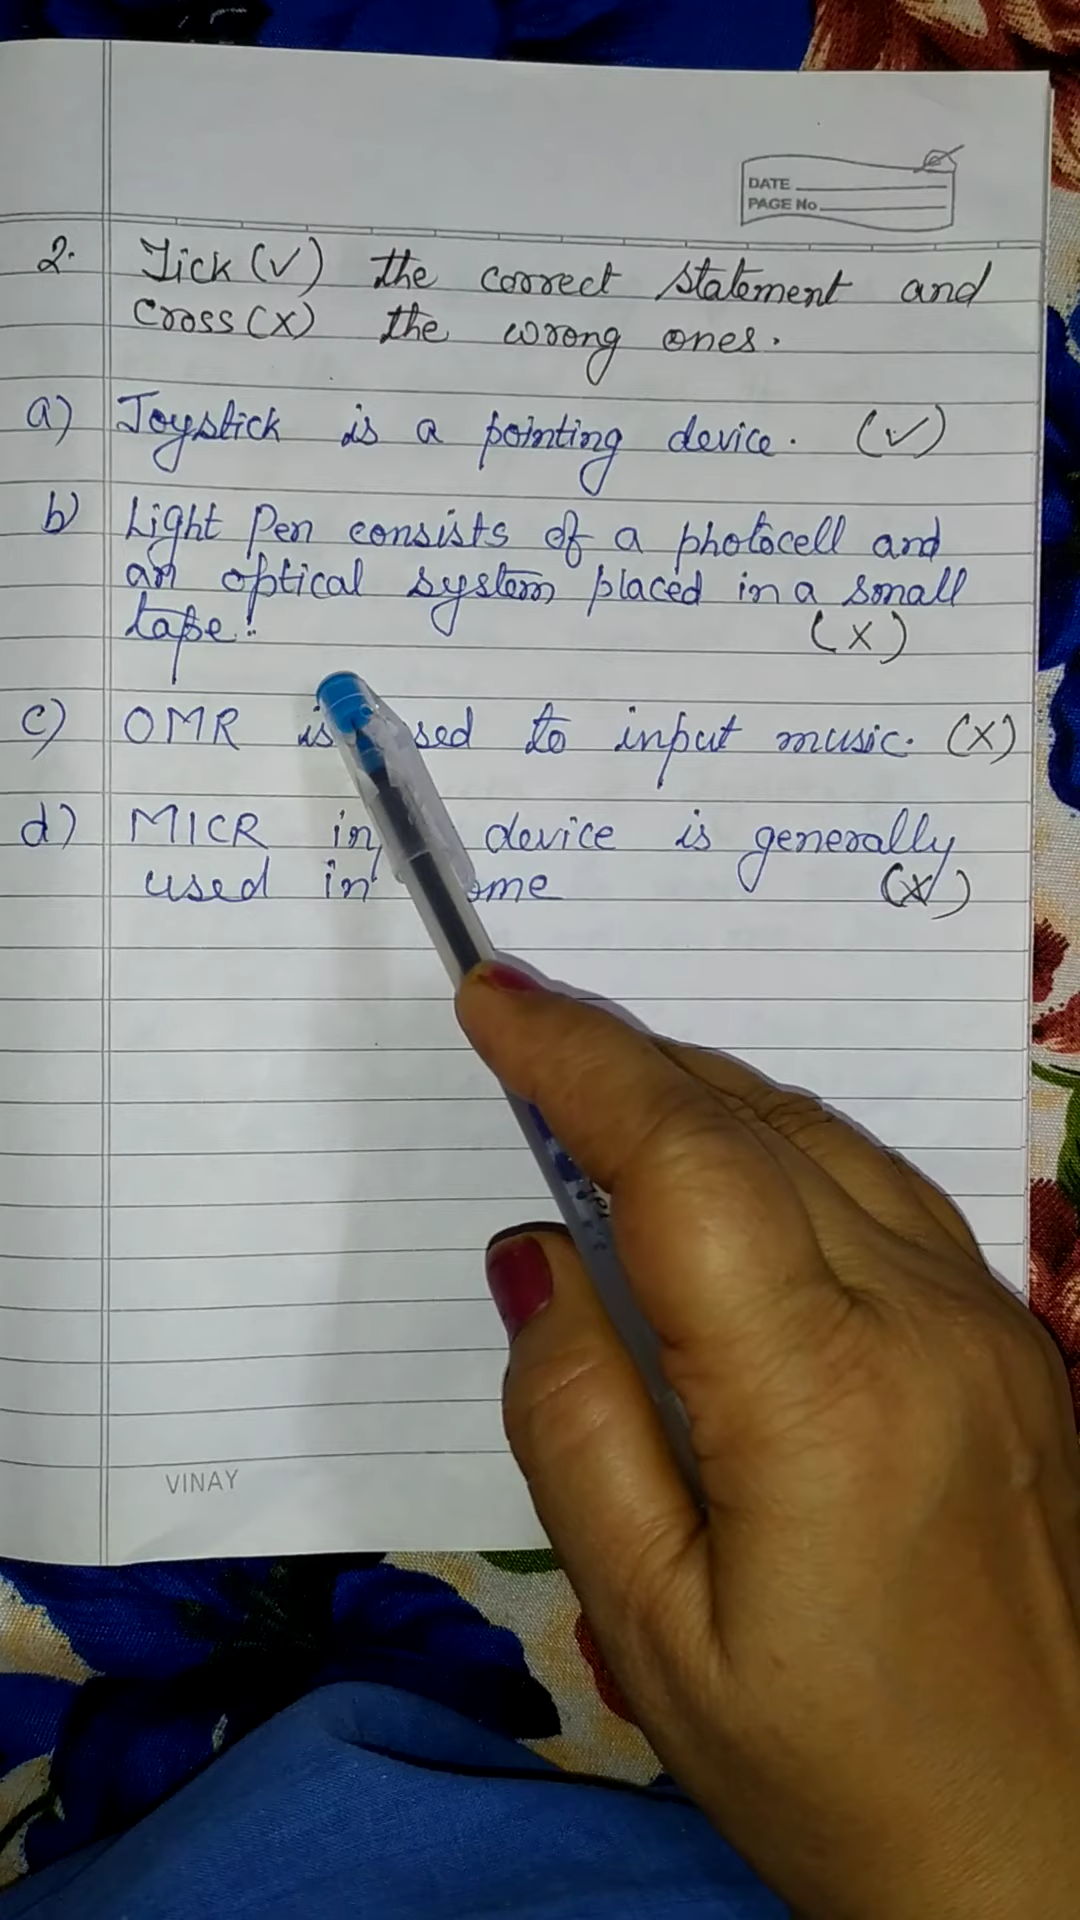 DATE
PAGE No
2. Tick (✓) the correct statement and
Cross (X) the wrong ones.
a) Joystick is a pointing device. (✓)
b) Light Pen consists of a photocell and
an optical system placed in a small
tape. (X)
c) OMR is sed to input music. (X)
d) MICR in device is generally
used in ome (X)
VINAY